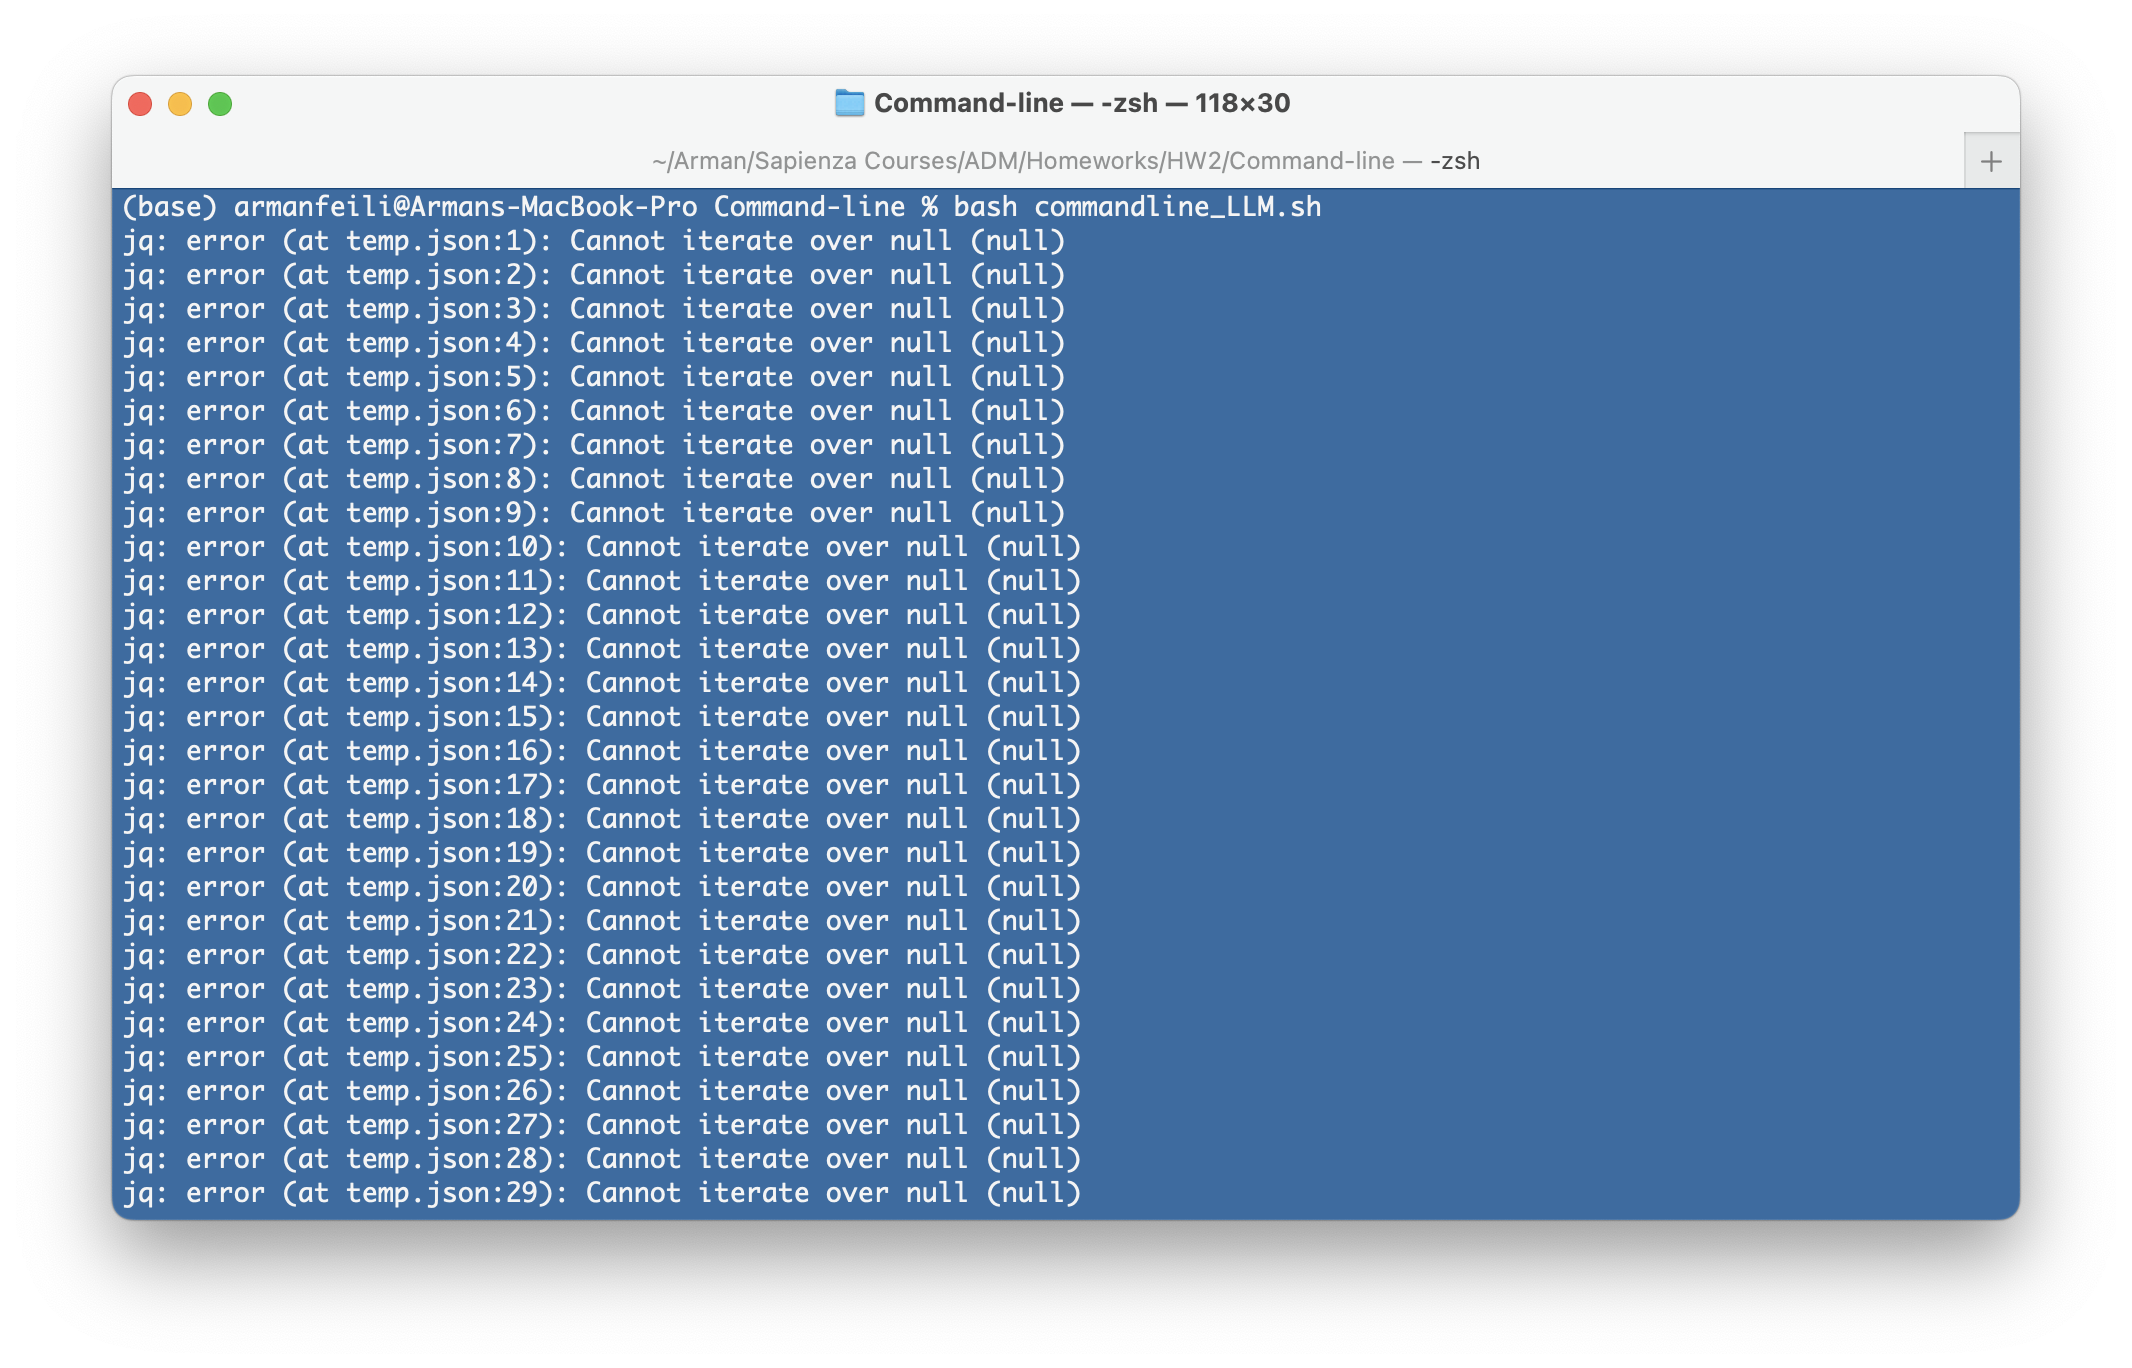 Command-line — -zsh — 118×30
~/Arman/Sapienza Courses/ADM/Homeworks/HW2/Command-line — -zsh
(base) armanfeili@Armans-MacBook-Pro Command-line % bash commandline_LLM.sh
jq: error (at temp.json:1): Cannot iterate over null (null)
jq: error (at temp.json:2): Cannot iterate over null (null)
jq: error (at temp.json:3): Cannot iterate over null (null)
jq: error (at temp.json:4): Cannot iterate over null (null)
jq: error (at temp.json:5): Cannot iterate over null (null)
jq: error (at temp.json:6): Cannot iterate over null (null)
jq: error (at temp.json:7): Cannot iterate over null (null)
jq: error (at temp.json:8): Cannot iterate over null (null)
jq: error (at temp.json:9): Cannot iterate over null (null)
jq: error (at temp.json:10): Cannot iterate over null (null)
jq: error (at temp.json:11): Cannot iterate over null (null)
jq: error (at temp.json:12): Cannot iterate over null (null)
jq: error (at temp.json:13): Cannot iterate over null (null)
jq: error (at temp.json:14): Cannot iterate over null (null)
jq: error (at temp.json:15): Cannot iterate over null (null)
jq: error (at temp.json:16): Cannot iterate over null (null)
jq: error (at temp.json:17): Cannot iterate over null (null)
jq: error (at temp.json:18): Cannot iterate over null (null)
jq: error (at temp.json:19): Cannot iterate over null (null)
jq: error (at temp.json:20): Cannot iterate over null (null)
jq: error (at temp.json:21): Cannot iterate over null (null)
jq: error (at temp.json:22): Cannot iterate over null (null)
jq: error (at temp.json:23): Cannot iterate over null (null)
jq: error (at temp.json:24): Cannot iterate over null (null)
jq: error (at temp.json:25): Cannot iterate over null (null)
jq: error (at temp.json:26): Cannot iterate over null (null)
jq: error (at temp.json:27): Cannot iterate over null (null)
jq: error (at temp.json:28): Cannot iterate over null (null)
jq: error (at temp.json:29): Cannot iterate over null (null)